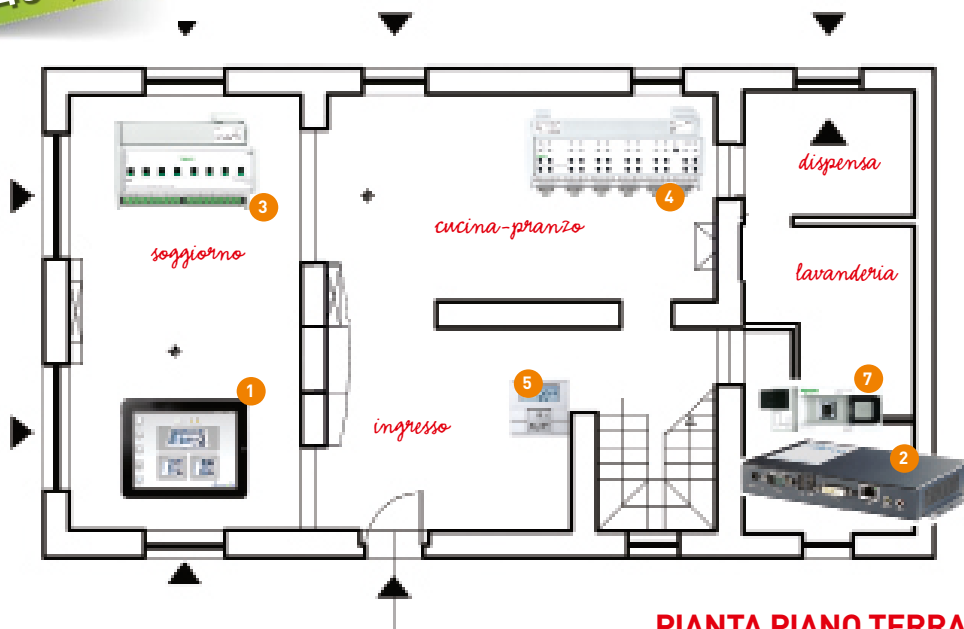 dispensa
3
4
cucina-pranzo
soggiorno
lavanderia
1
5
7
ingresso
2
PIANTA PIANO TERRA